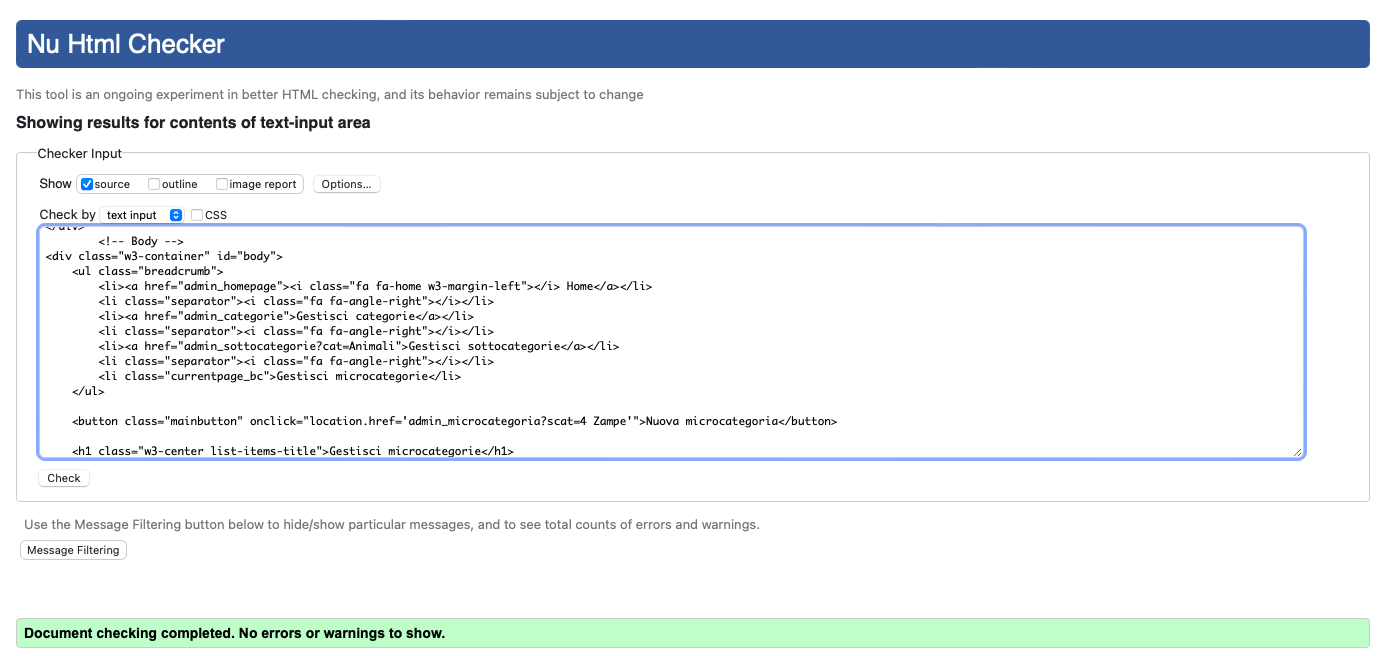 Nu Html Checker
This tool is an ongoing experiment in better HTML checking, and its behavior remains subject to change
Showing results for contents of text-input area
Checker Input
Show source outline image report Options...
Check by text input CSS
</div>
<!-- Body -->
<div class="w3-container" id="body">
<ul class="breadcrumb">
<li><a href="admin_homepage"><i class="fa fa-home w3-margin-left"></i> Home</a></li>
<li class="separator"><i class="fa fa-angle-right"></i></li>
<li><a href="admin_categorie">Gestisci categorie</a></li>
<li class="separator"><i class="fa fa-angle-right"></i></li>
<li><a href="admin_sottocategorie?cat=Animali">Gestisci sottocategorie</a></li>
<li class="separator"><i class="fa fa-angle-right"></i></li>
<li class="currentpage_bc">Gestisci microcategorie</li>
</ul>
<button class="mainbutton" onclick="location.href='admin_microcategoria?scat=4 Zampe'">Nuova microcategoria</button>
<h1 class="w3-center list-items-title">Gestisci microcategorie</h1>
Check
Use the Message Filtering button below to hide/show particular messages, and to see total counts of errors and warnings.
Message Filtering
Document checking completed. No errors or warnings to show.